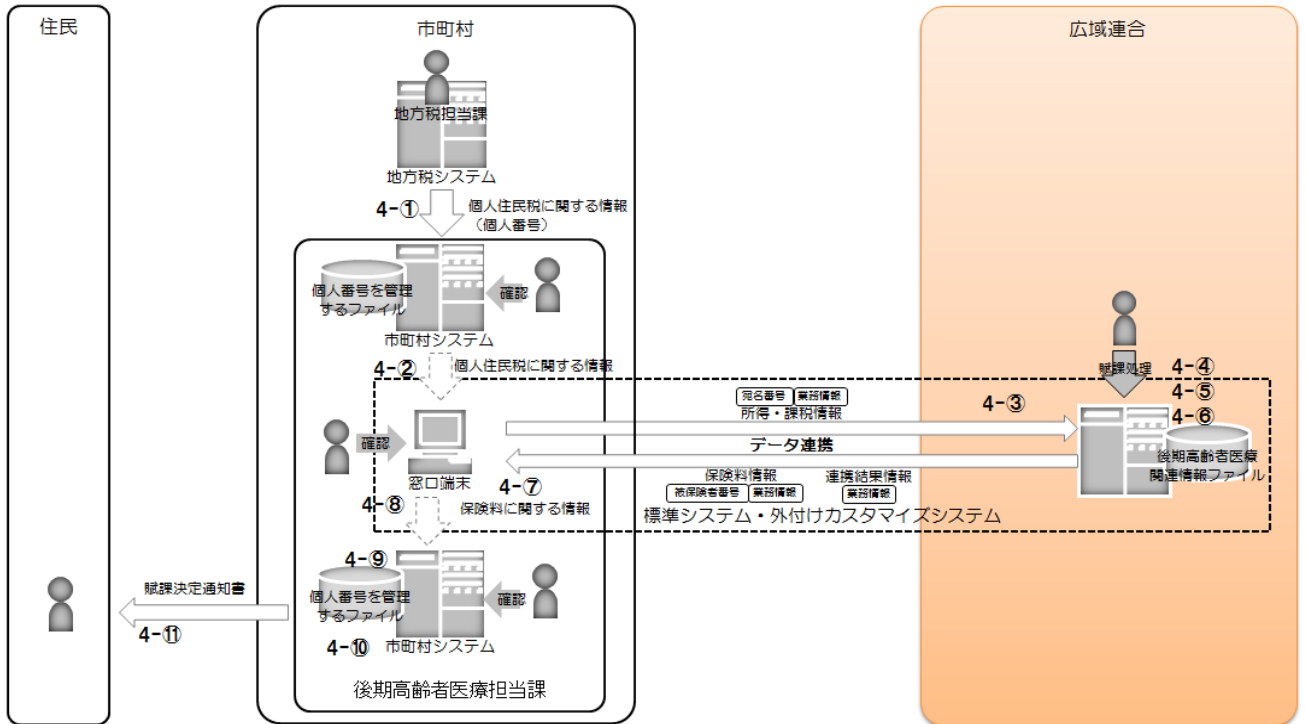 住民
市町村
広域連合
地方税担当課
地方税システム
4-①
個人住民税に関する情報
（個人番号）
個人番号を管理
するファイル
確認
市町村システム
4-②
個人住民税に関する情報
賦課処理
4-④
4-⑤
4-⑥
宛名番号
業務情報
所得・課税情報
4-③
確認
データ連携
後期高齢者医療
関連情報ファイル
窓口端末
4-⑦
保険料情報
連携結果情報
被保険者番号
業務情報
業務情報
4-⑧
保険料に関する情報
標準システム・外付けカスタマイズシステム
4-⑨
個人番号を管理
するファイル
確認
賦課決定通知書
4-⑪
4-⑩
市町村システム
後期高齢者医療担当課